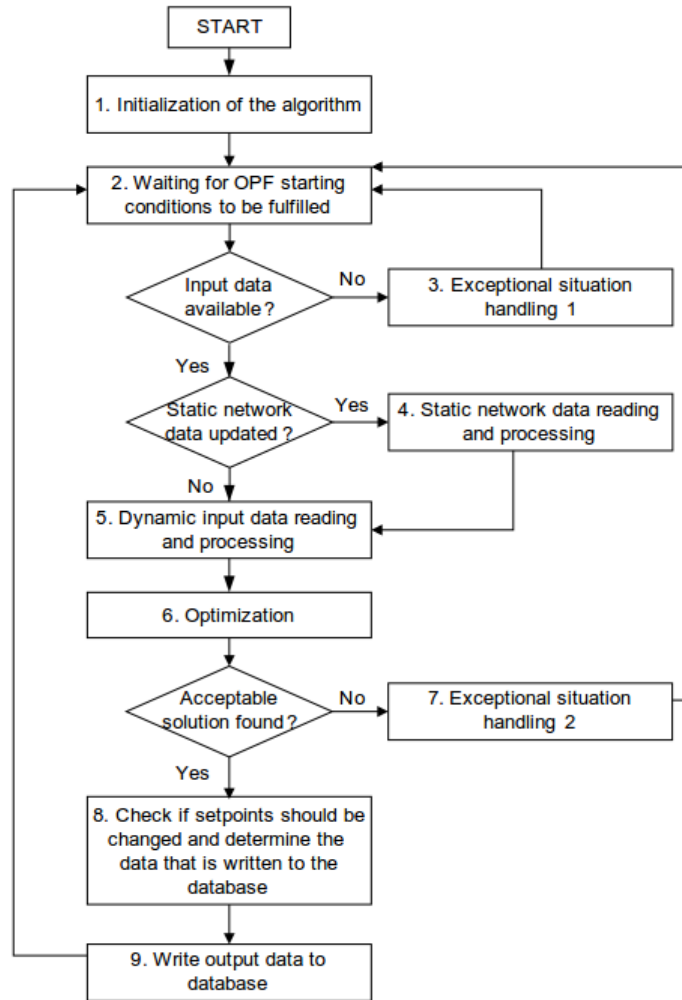 START
1. Initialization of the algorithm
2. Waiting for OPF starting
conditions to be fulfilled
Input data
available?
No
3. Exceptional situation
handling 1
Yes
Static network
data updated?
Yes
4. Static network data reading
and processing
No
5. Dynamic input data reading
and processing
6. Optimization
Acceptable
solution found?
No
7. Exceptional situation
handling 2
Yes
8. Check if setpoints should be
changed and determine the
data that is written to the
database
9. Write output data to
database